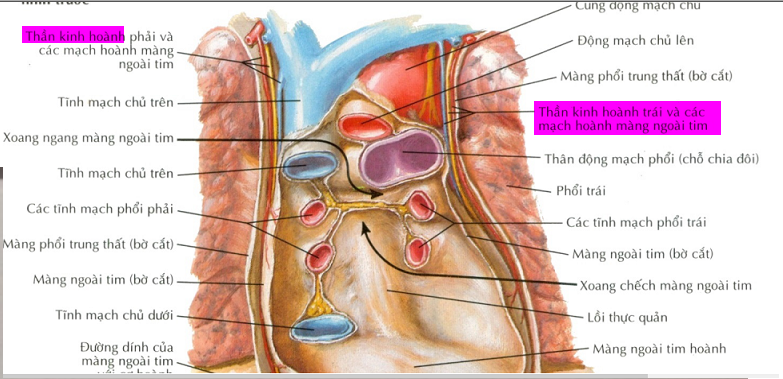 hình trước
Thần kinh hoành phải và
các mạch hoành màng
ngoài tim
Tĩnh mạch chủ trên
Xoang ngang màng ngoài tim
Tĩnh mạch chủ trên
Các tĩnh mạch phổi phải
Màng phổi trung thất (bờ cắt)
Màng ngoài tim (bờ cắt)
Tĩnh mạch chủ dưới
Đường dính của
màng ngoài tim
với cơ hoành
Cung động mạch chủ
Động mạch chủ lên
Màng phổi trung thất (bờ cắt)
Thần kinh hoành trái và các
mạch hoành màng ngoài tim
Thân động mạch phổi (chỗ chia đôi)
Phổi trái
Các tĩnh mạch phổi trái
Màng ngoài tim (bờ cắt)
Xoang chếch màng ngoài tim
Lồi thực quản
Màng ngoài tim hoành